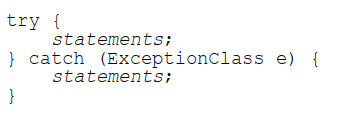 try {
    statements;
} catch (ExceptionClass e) {
    statements;
}